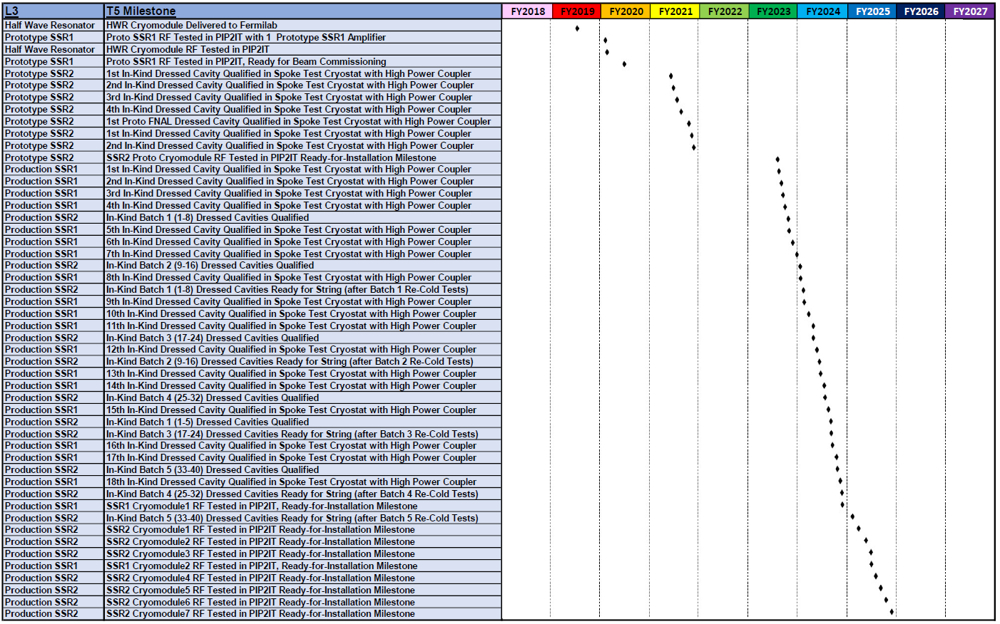 L3 T5 Milestone FY2018 FY2019 FY2020 FY2021 FY2022 FY2023 FY2024 FY2025 FY2026 FY2027
Half Wave Resonator HWR Cryomodule Delivered to Fermilab
Prototype SSR1 Proto SSR1 RF Tested in PIP2IT with 1 Prototype SSR1 Amplifier
Half Wave Resonator HWR Cryomodule RF Tested in PIP2IT
Prototype SSR1 Proto SSR1 RF Tested in PIP2IT, Ready for Beam Commissioning
Prototype SSR2 1st In-Kind Dressed Cavity Qualified in Spoke Test Cryostat with High Power Coupler
Prototype SSR2 2nd In-Kind Dressed Cavity Qualified in Spoke Test Cryostat with High Power Coupler
Prototype SSR2 3rd In-Kind Dressed Cavity Qualified in Spoke Test Cryostat with High Power Coupler
Prototype SSR2 4th In-Kind Dressed Cavity Qualified in Spoke Test Cryostat with High Power Coupler
Prototype SSR2 1st Proto FNAL Dressed Cavity Qualified in Spoke Test Cryostat with High Power Coupler
Prototype SSR2 1st In-Kind Dressed Cavity Qualified in Spoke Test Cryostat with High Power Coupler
Prototype SSR2 2nd In-Kind Dressed Cavity Qualified in Spoke Test Cryostat with High Power Coupler
Prototype SSR2 SSR2 Proto Cryomodule RF Tested in PIP2IT Ready-for-Installation Milestone
Production SSR1 1st In-Kind Dressed Cavity Qualified in Spoke Test Cryostat with High Power Coupler
Production SSR1 2nd In-Kind Dressed Cavity Qualified in Spoke Test Cryostat with High Power Coupler
Production SSR1 3rd In-Kind Dressed Cavity Qualified in Spoke Test Cryostat with High Power Coupler
Production SSR1 4th In-Kind Dressed Cavity Qualified in Spoke Test Cryostat with High Power Coupler
Production SSR2 In-Kind Batch 1 (1-8) Dressed Cavities Qualified
Production SSR1 5th In-Kind Dressed Cavity Qualified in Spoke Test Cryostat with High Power Coupler
Production SSR1 6th In-Kind Dressed Cavity Qualified in Spoke Test Cryostat with High Power Coupler
Production SSR1 7th In-Kind Dressed Cavity Qualified in Spoke Test Cryostat with High Power Coupler
Production SSR2 In-Kind Batch 2 (9-16) Dressed Cavities Qualified
Production SSR1 8th In-Kind Dressed Cavity Qualified in Spoke Test Cryostat with High Power Coupler
Production SSR2 In-Kind Batch 1 (1-8) Dressed Cavities Ready for String (after Batch 1 Re-Cold Tests)
Production SSR1 9th In-Kind Dressed Cavity Qualified in Spoke Test Cryostat with High Power Coupler
Production SSR1 10th In-Kind Dressed Cavity Qualified in Spoke Test Cryostat with High Power Coupler
Production SSR1 11th In-Kind Dressed Cavity Qualified in Spoke Test Cryostat with High Power Coupler
Production SSR2 In-Kind Batch 3 (17-24) Dressed Cavities Qualified
Production SSR1 12th In-Kind Dressed Cavity Qualified in Spoke Test Cryostat with High Power Coupler
Production SSR2 In-Kind Batch 2 (9-16) Dressed Cavities Ready for String (after Batch 2 Re-Cold Tests)
Production SSR1 13th In-Kind Dressed Cavity Qualified in Spoke Test Cryostat with High Power Coupler
Production SSR1 14th In-Kind Dressed Cavity Qualified in Spoke Test Cryostat with High Power Coupler
Production SSR2 In-Kind Batch 4 (25-32) Dressed Cavities Qualified
Production SSR1 15th In-Kind Dressed Cavity Qualified in Spoke Test Cryostat with High Power Coupler
Production SSR2 In-Kind Batch 1 (1-5) Dressed Cavities Qualified
Production SSR2 In-Kind Batch 3 (17-24) Dressed Cavities Ready for String (after Batch 3 Re-Cold Tests)
Production SSR1 16th In-Kind Dressed Cavity Qualified in Spoke Test Cryostat with High Power Coupler
Production SSR1 17th In-Kind Dressed Cavity Qualified in Spoke Test Cryostat with High Power Coupler
Production SSR2 In-Kind Batch 5 (33-40) Dressed Cavities Qualified
Production SSR1 18th In-Kind Dressed Cavity Qualified in Spoke Test Cryostat with High Power Coupler
Production SSR2 In-Kind Batch 4 (25-32) Dressed Cavities Ready for String (after Batch 4 Re-Cold Tests)
Production SSR1 SSR1 Cryomodule1 RF Tested in PIP2IT, Ready-for-Installation Milestone
Production SSR2 In-Kind Batch 5 (33-40) Dressed Cavities Ready for String (after Batch 5 Re-Cold Tests)
Production SSR2 SSR2 Cryomodule1 RF Tested in PIP2IT Ready-for-Installation Milestone
Production SSR2 SSR2 Cryomodule2 RF Tested in PIP2IT Ready-for-Installation Milestone
Production SSR2 SSR2 Cryomodule3 RF Tested in PIP2IT Ready-for-Installation Milestone
Production SSR1 SSR1 Cryomodule2 RF Tested in PIP2IT, Ready-for-Installation Milestone
Production SSR2 SSR2 Cryomodule4 RF Tested in PIP2IT Ready-for-Installation Milestone
Production SSR2 SSR2 Cryomodule5 RF Tested in PIP2IT Ready-for-Installation Milestone
Production SSR2 SSR2 Cryomodule6 RF Tested in PIP2IT Ready-for-Installation Milestone
Production SSR2 SSR2 Cryomodule7 RF Tested in PIP2IT Ready-for-Installation Milestone